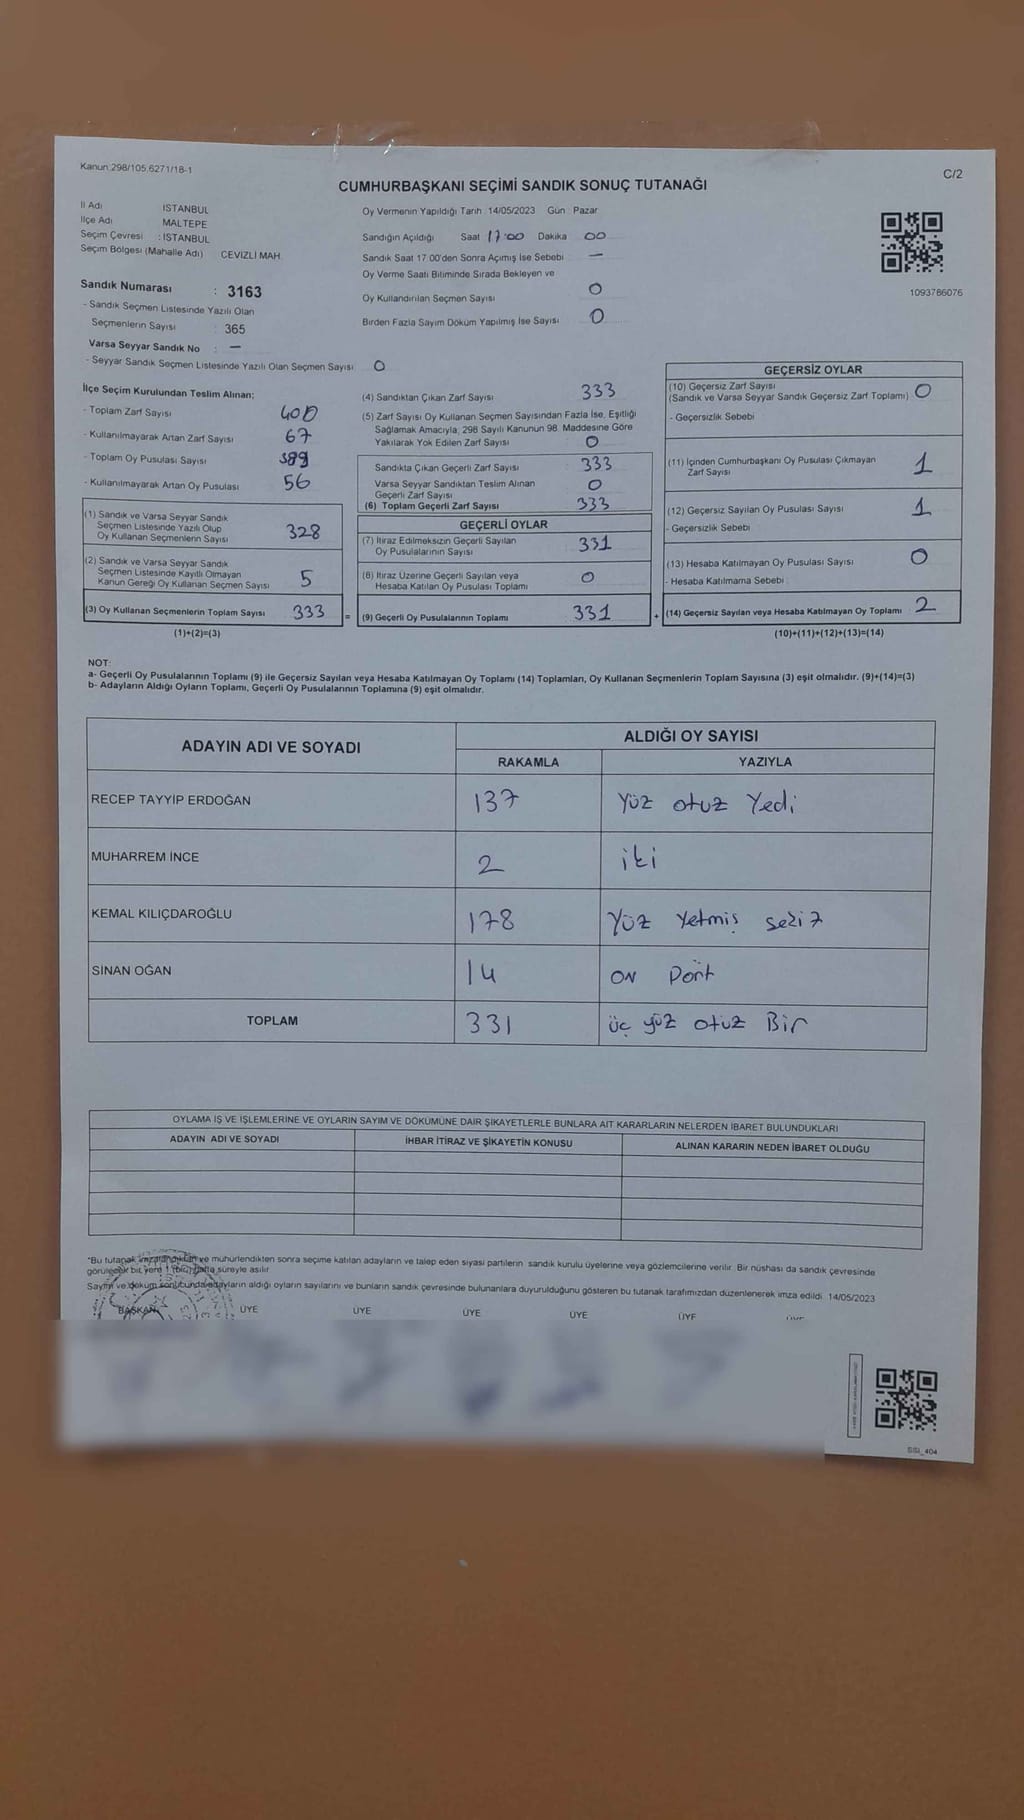 Kanun 298/105.6271/18-1
C/2
CUMHURBAŞKANI SEÇİMİ SANDIK SONUÇ TUTANAĞI
İl Adı İSTANBUL
İlçe Adı MALTEPE
Seçim Çevresi : İSTANBUL
Seçim Bölgesi (Mahalle Adı) CEVİZLİ MAH.
Sandık Numarası : 3163
- Sandık Seçmen Listesinde Yazılı Olan
Seçmenlerin Sayısı : 365
Varsa Seyyar Sandık No : —
- Seyyar Sandık Seçmen Listesinde Yazılı Olan Seçmen Sayısı 0
Oy Vermenin Yapıldığı Tarih 14/05/2023 Gün : Pazar
Sandığın Açıldığı Saat 17:00 Dakika 00
Sandık Saat 17.00'den Sonra Açımış İse Sebebi —
Oy Verme Saati Bitiminde Sırada Bekleyen ve
Oy Kullandırılan Seçmen Sayısı 0
Birden Fazla Sayım Döküm Yapılmış İse Sayısı 0
1093786076
İlçe Seçim Kurulundan Teslim Alınan;
- Toplam Zarf Sayısı 400
- Kullanılmayarak Artan Zarf Sayısı 67
- Toplam Oy Pusulası Sayısı 389
- Kullanılmayarak Artan Oy Pusulası 56
(1) Sandık ve Varsa Seyyar Sandık
Seçmen Listesinde Yazılı Olup
Oy Kullanan Seçmenlerin Sayısı 328
(2) Sandık ve Varsa Seyyar Sandık
Seçmen Listesinde Kayıtlı Olmayan
Kanun Gereği Oy Kullanan Seçmen Sayısı 5
(3) Oy Kullanan Seçmenlerin Toplam Sayısı 333 =
(1)+(2)=(3)
(4) Sandıktan Çıkan Zarf Sayısı 333
(5) Zarf Sayısı Oy Kullanan Seçmen Sayısından Fazla İse, Eşitliği
Sağlamak Amacıyla; 298 Sayılı Kanunun 98. Maddesine Göre
Yakılarak Yok Edilen Zarf Sayısı 0
Sandıkta Çıkan Geçerli Zarf Sayısı 333
Varsa Seyyar Sandıktan Teslim Alınan
Geçerli Zarf Sayısı 0
(6) Toplam Geçerli Zarf Sayısı 333
GEÇERLİ OYLAR
(7) İtiraz Edilmeksizin Geçerli Sayılan
Oy Pusulalarının Sayısı 331
(8) İtiraz Üzerine Geçerli Sayılan veya
Hesaba Katılan Oy Pusulası Toplamı 0
(9) Geçerli Oy Pusulalarının Toplamı 331 +
GEÇERSİZ OYLAR
(10) Geçersiz Zarf Sayısı
(Sandık ve Varsa Seyyar Sandık Geçersiz Zarf Toplamı) 0
- Geçersizlik Sebebi
(11) İçinden Cumhurbaşkanı Oy Pusulası Çıkmayan
Zarf Sayısı 1
(12) Geçersiz Sayılan Oy Pusulası Sayısı 1
- Geçersizlik Sebebi
(13) Hesaba Katılmayan Oy Pusulası Sayısı 0
- Hesaba Katılmama Sebebi
(14) Geçersiz Sayılan veya Hesaba Katılmayan Oy Toplamı 2
(10)+(11)+(12)+(13)=(14)
NOT:
a- Geçerli Oy Pusulalarının Toplamı (9) ile Geçersiz Sayılan veya Hesaba Katılmayan Oy Toplamı (14) Toplamları, Oy Kullanan Seçmenlerin Toplam Sayısına (3) eşit olmalıdır. (9)+(14)=(3)
b- Adayların Aldığı Oyların Toplamı, Geçerli Oy Pusulalarının Toplamına (9) eşit olmalıdır.
ADAYIN ADI VE SOYADI ALDIĞI OY SAYISI
RAKAMLA YAZIYLA
RECEP TAYYİP ERDOĞAN 137 Yüz otuz Yedi
MUHARREM İNCE 2 iki
KEMAL KILIÇDAROĞLU 178 Yüz Yetmiş sekiz
SİNAN OĞAN 14 on Dört
TOPLAM 331 üç yüz otuz Bir
OYLAMA İŞ VE İŞLEMLERİNE VE OYLARIN SAYIM VE DÖKÜMÜNE DAİR ŞİKAYETLERLE BUNLARA AİT KARARLARIN NELERDEN İBARET BULUNDUKLARI
ADAYIN ADI VE SOYADI İHBAR İTİRAZ VE ŞİKAYETİN KONUSU ALINAN KARARIN NEDEN İBARET OLDUĞU
*Bu tutanak imzalandıktan ve mühürlendikten sonra seçime katılan adayların ve talep eden siyasi partilerin sandık kurulu üyelerine veya gözlemcilerine verilir. Bir nüshası da sandık çevresinde
görülecek bir yere 1 (bir) hafta süreyle asılır
Sayım ve döküm sonucunda adayların aldığı oyların sayılarını ve bunların sandık çevresinde bulunanlara duyurulduğunu gösteren bu tutanak tarafımızdan düzenlenerek imza edildi. 14/05/2023
BAŞKAN ÜYE ÜYE ÜYE ÜYE ÜYE
SSI_404